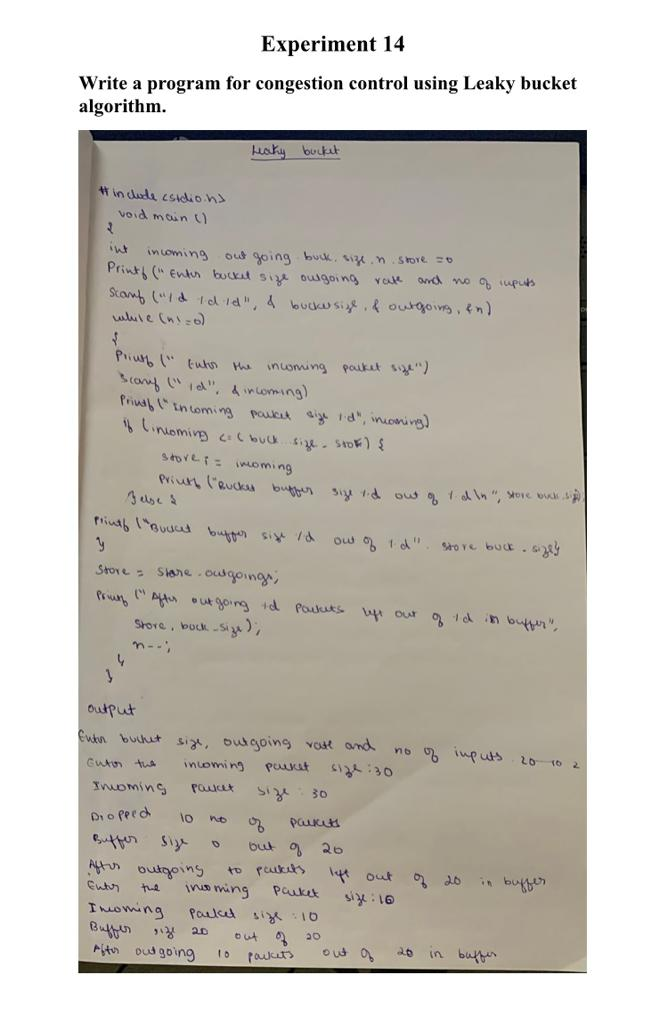 Experiment 14
Write a program for congestion control using Leaky bucket
algorithm.
Leaky bucket
# include <stdio.h>
void main ()
{
int incoming out going buck. size, n. store =0
Printf (" Enter bucket size outgoing rate and no of inputs
Scanf ("%d %d %d", & bucketsize, & outgoing, &n)
while (n! =0)
{
Printf (" Enter the incoming packet size")
Scanf (" %d", & incoming)
Printf ("Incoming packet size %d", incoming)
if (incoming <= ( buck . size - store) {
store + = incoming
Printf ("Bucket buffer size %d out of %d \n ", store buck . size);
} else {
Printf ("Bucket buffer size %d out of %d". store buck . size)
}
Store = Store - outgoings;
Printf (" After outgoing %d packets left out of %d in buffer",
Store, buck _size);
n--;
}
}
output
Enter bucket size, outgoing rate and no of inputs 20 10 2
Enter the incoming packet size :30
Incoming packet size : 30
Dropped 10 no of packets
Buffer size 0 out of 20
After outgoing to packets left out of 20 in buffer
Enter the incoming packet size :10
Incoming packet size :10
Buffer size 20 out of 20
After outgoing 10 packets out of 20 in buffer